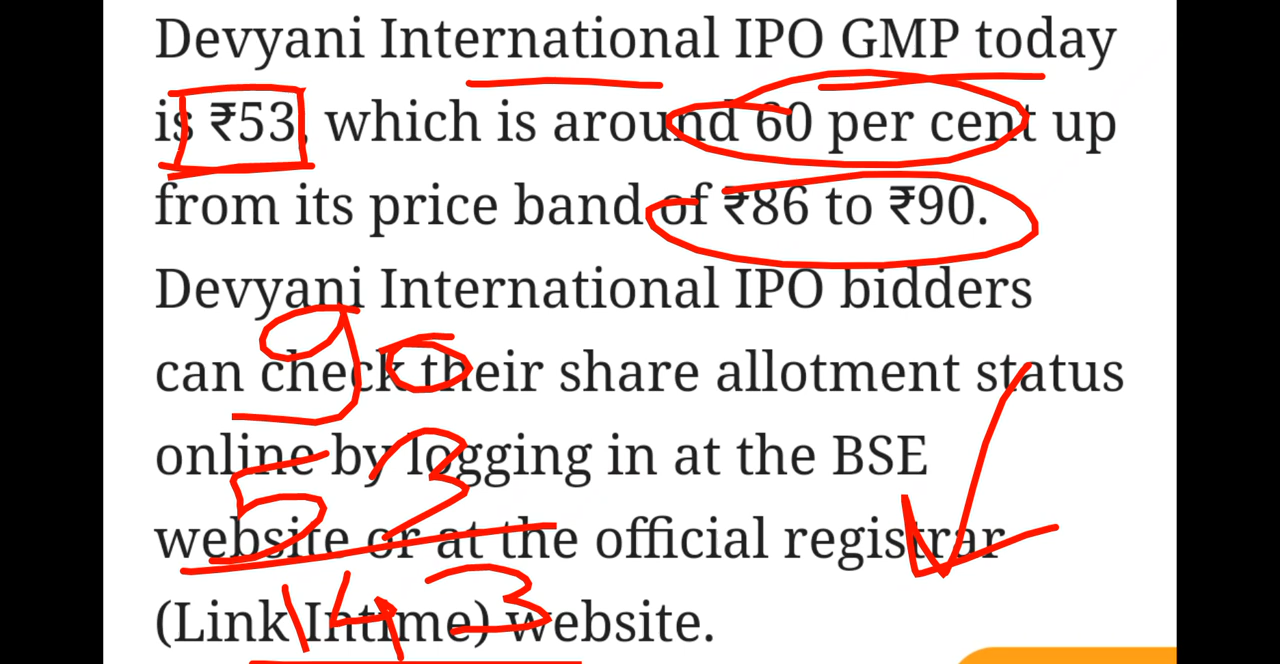 Devyani International IPO GMP today
is ₹53, which is around 60 per cent up
from its price band of ₹86 to ₹90.
Devyani International IPO bidders
can check their share allotment status
online by logging in at the BSE
website or at the official registrar
(Link Intime) website.
90
53
143